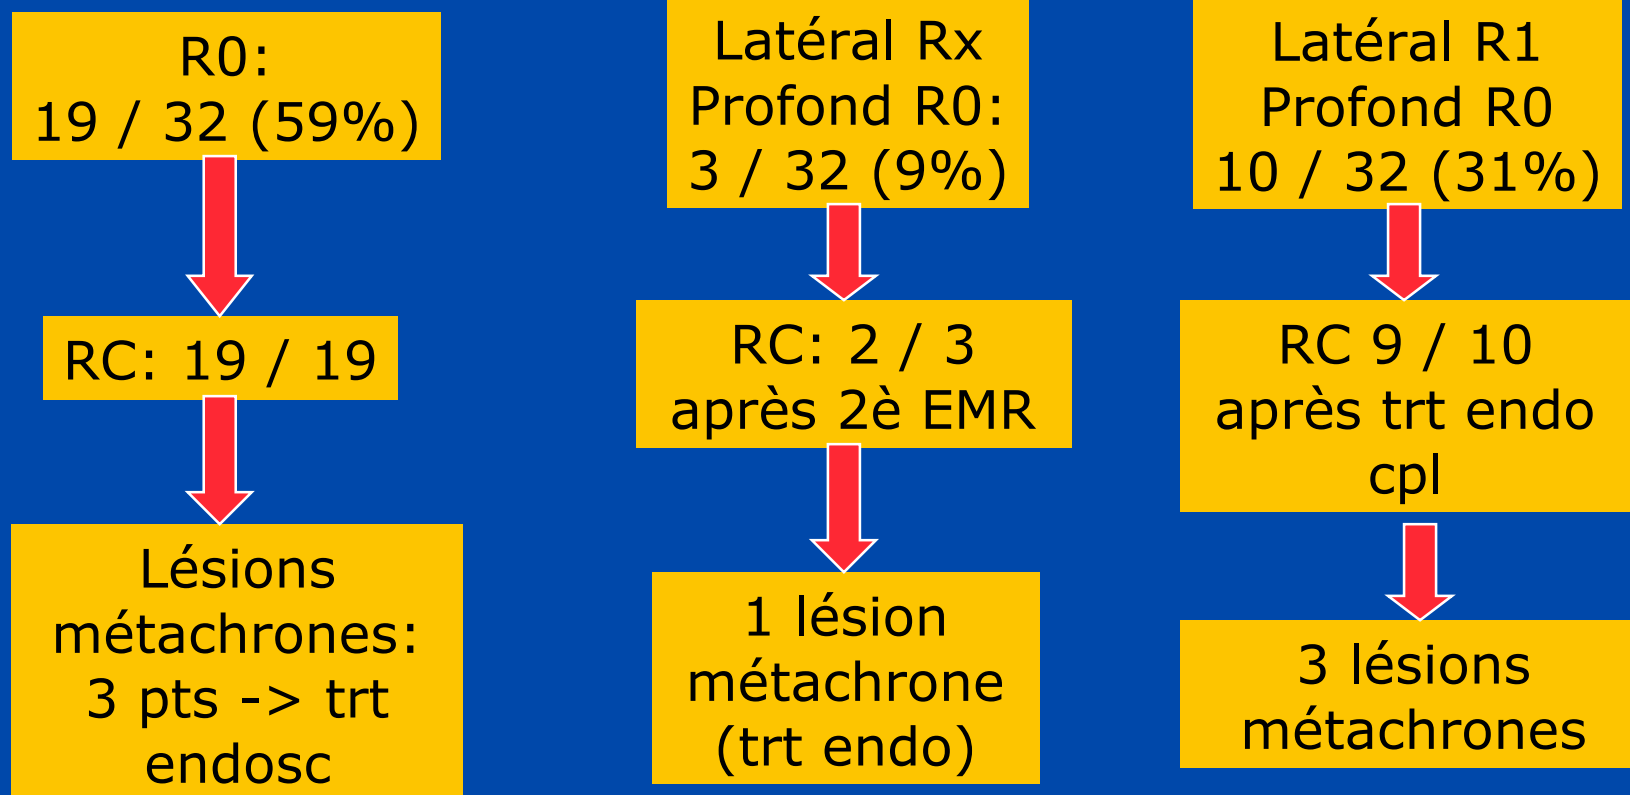 R0:
19 / 32 (59%)
RC: 19 / 19
Lésions
métachrones:
3 pts -> trt
endosc
Latéral Rx
Profond R0:
3 / 32 (9%)
RC: 2 / 3
après 2è EMR
1 lésion
métachrone
(trt endo)
Latéral R1
Profond R0
10 / 32 (31%)
RC 9 / 10
après trt endo
cpl
3 lésions
métachrones